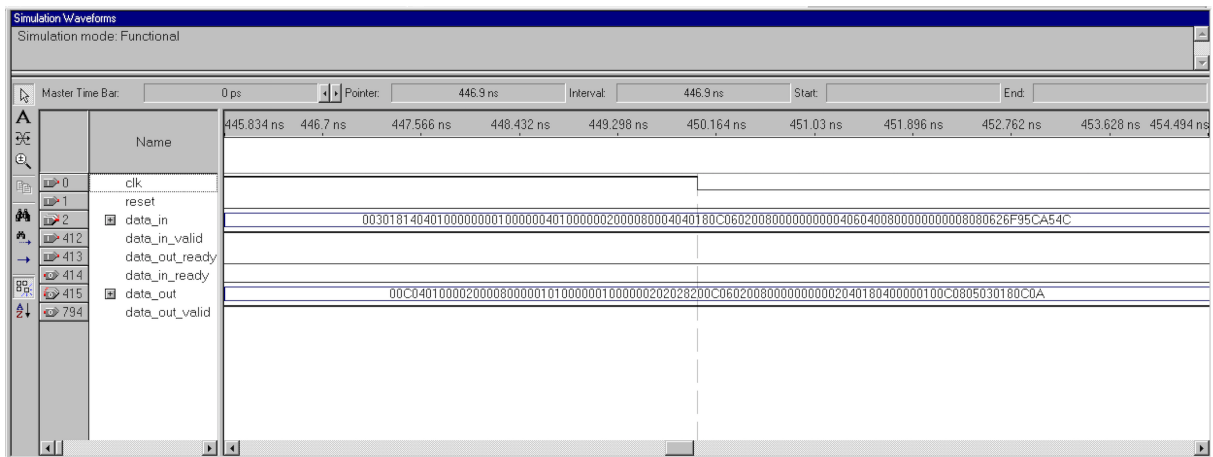 Simulation Waveforms
Simulation mode: Functional
Master Time Bar: 0 ps Pointer: 446.9 ns Interval: 446.9 ns Start: End:
Name 445.834 ns 446.7 ns 447.566 ns 448.432 ns 449.298 ns 450.164 ns 451.03 ns 451.896 ns 452.762 ns 453.628 ns 454.494 ns
0 clk
1 reset
2 data_in
412 data_in_valid
413 data_out_ready
414 data_in_ready
415 data_out
794 data_out_valid